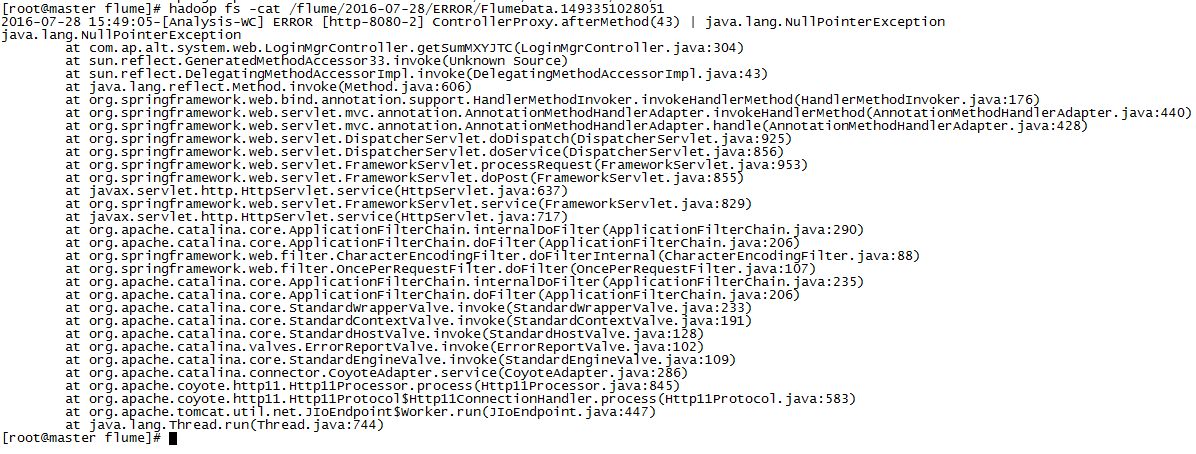 [root@master flume]# hadoop fs -cat /flume/2016-07-28/ERROR/FlumeData.1493351028051
2016-07-28 15:49:05-[Analysis-WC] ERROR [http-8080-2] ControllerProxy.afterMethod(43) | java.lang.NullPointerException
java.lang.NullPointerException
        at com.ap.alt.system.web.LoginMgrController.getSumMXYJTC(LoginMgrController.java:304)
        at sun.reflect.GeneratedMethodAccessor33.invoke(Unknown Source)
        at sun.reflect.DelegatingMethodAccessorImpl.invoke(DelegatingMethodAccessorImpl.java:43)
        at java.lang.reflect.Method.invoke(Method.java:606)
        at org.springframework.web.bind.annotation.support.HandlerMethodInvoker.invokeHandlerMethod(HandlerMethodInvoker.java:176)
        at org.springframework.web.servlet.mvc.annotation.AnnotationMethodHandlerAdapter.invokeHandlerMethod(AnnotationMethodHandlerAdapter.java:440)
        at org.springframework.web.servlet.mvc.annotation.AnnotationMethodHandlerAdapter.handle(AnnotationMethodHandlerAdapter.java:428)
        at org.springframework.web.servlet.DispatcherServlet.doDispatch(DispatcherServlet.java:925)
        at org.springframework.web.servlet.DispatcherServlet.doService(DispatcherServlet.java:856)
        at org.springframework.web.servlet.FrameworkServlet.processRequest(FrameworkServlet.java:953)
        at org.springframework.web.servlet.FrameworkServlet.doPost(FrameworkServlet.java:855)
        at javax.servlet.http.HttpServlet.service(HttpServlet.java:637)
        at org.springframework.web.servlet.FrameworkServlet.service(FrameworkServlet.java:829)
        at javax.servlet.http.HttpServlet.service(HttpServlet.java:717)
        at org.apache.catalina.core.ApplicationFilterChain.internalDoFilter(ApplicationFilterChain.java:290)
        at org.apache.catalina.core.ApplicationFilterChain.doFilter(ApplicationFilterChain.java:206)
        at org.springframework.web.filter.CharacterEncodingFilter.doFilterInternal(CharacterEncodingFilter.java:88)
        at org.springframework.web.filter.OncePerRequestFilter.doFilter(OncePerRequestFilter.java:107)
        at org.apache.catalina.core.ApplicationFilterChain.internalDoFilter(ApplicationFilterChain.java:235)
        at org.apache.catalina.core.ApplicationFilterChain.doFilter(ApplicationFilterChain.java:206)
        at org.apache.catalina.core.StandardWrapperValve.invoke(StandardWrapperValve.java:233)
        at org.apache.catalina.core.StandardContextValve.invoke(StandardContextValve.java:191)
        at org.apache.catalina.core.StandardHostValve.invoke(StandardHostValve.java:128)
        at org.apache.catalina.valves.ErrorReportValve.invoke(ErrorReportValve.java:102)
        at org.apache.catalina.core.StandardEngineValve.invoke(StandardEngineValve.java:109)
        at org.apache.catalina.connector.CoyoteAdapter.service(CoyoteAdapter.java:286)
        at org.apache.coyote.http11.Http11Processor.process(Http11Processor.java:845)
        at org.apache.coyote.http11.Http11Protocol$Http11ConnectionHandler.process(Http11Protocol.java:583)
        at org.apache.tomcat.util.net.JIoEndpoint$Worker.run(JIoEndpoint.java:447)
        at java.lang.Thread.run(Thread.java:744)
[root@master flume]#